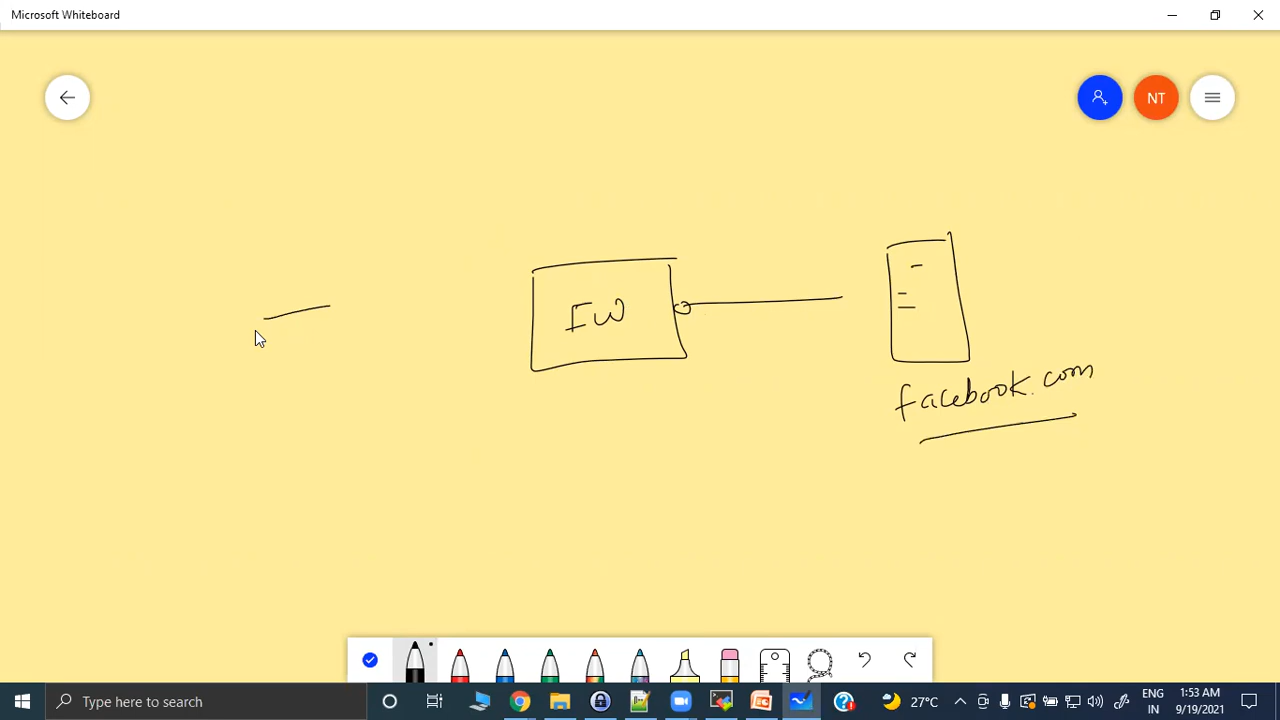 Microsoft Whiteboard
NT
FW
facebook.com
Type here to search
27°C
ENG
IN
1:53 AM
9/19/2021